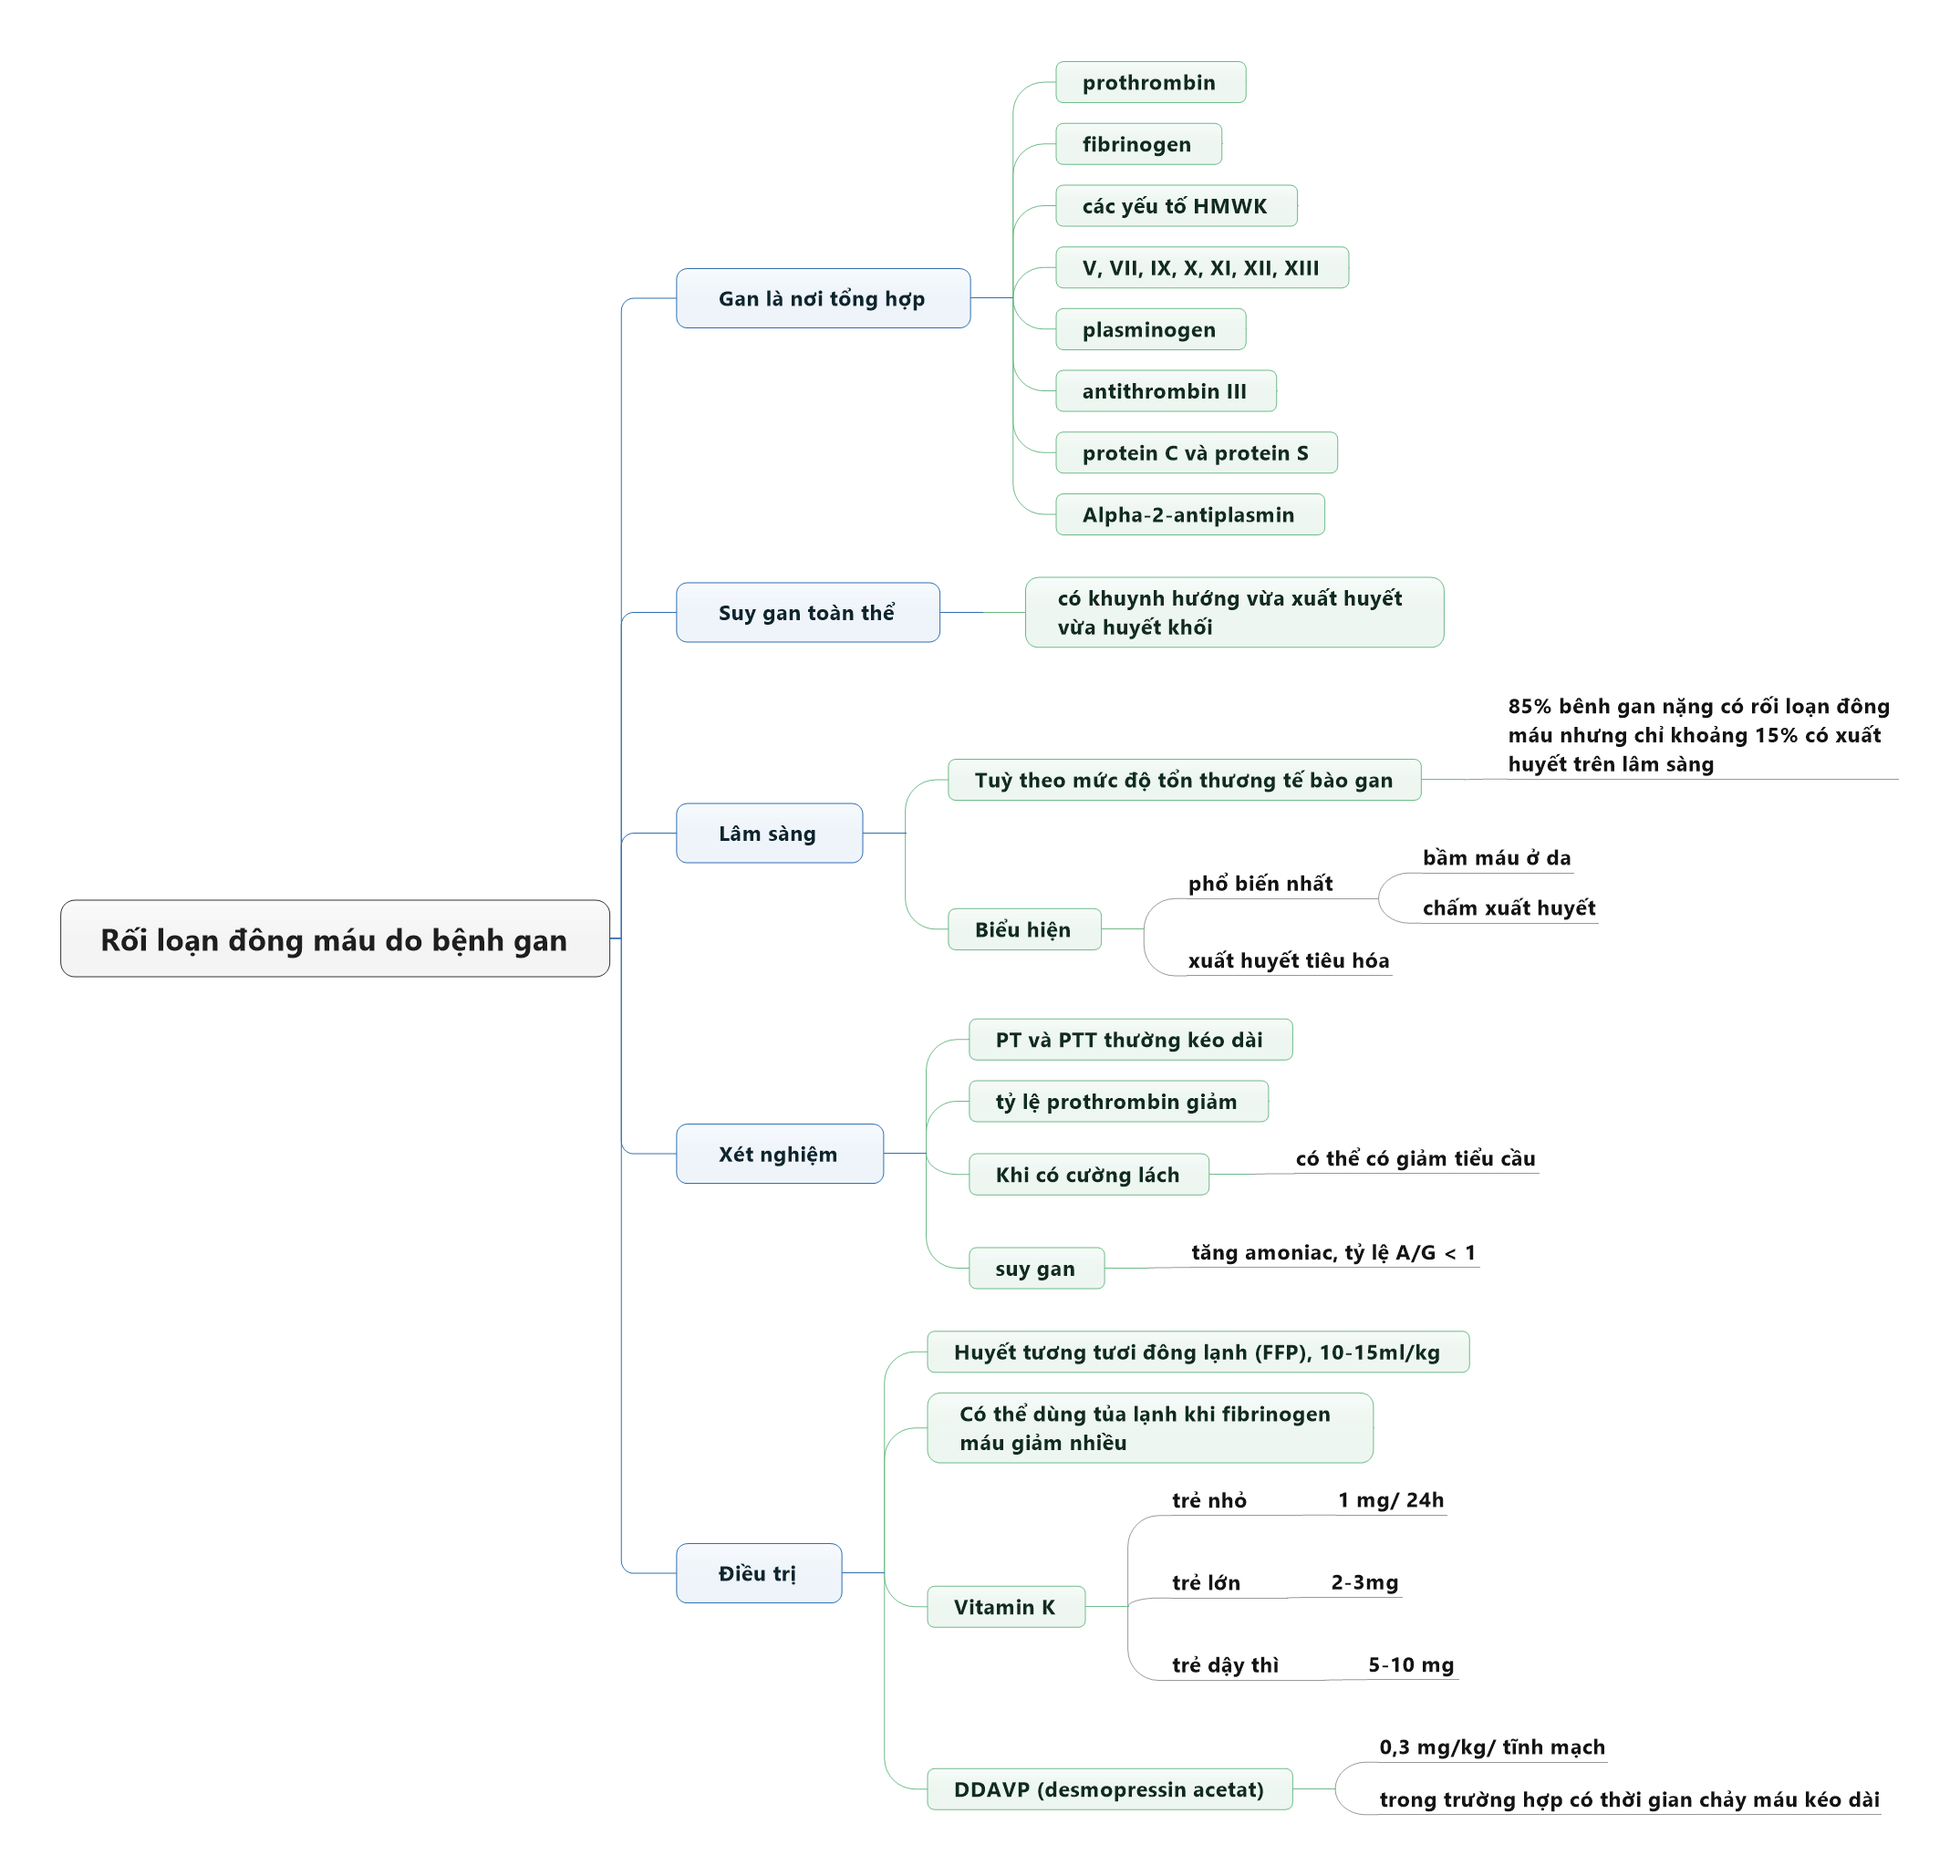 Rối loạn đông máu do bệnh gan
Gan là nơi tổng hợp
prothrombin
fibrinogen
các yếu tố HMWK
V, VII, IX, X, XI, XII, XIII
plasminogen
antithrombin III
protein C và protein S
Alpha-2-antiplasmin
Suy gan toàn thể
có khuynh hướng vừa xuất huyết
vừa huyết khối
Lâm sàng
Tuỳ theo mức độ tổn thương tế bào gan
85% bênh gan nặng có rối loạn đông
máu nhưng chỉ khoảng 15% có xuất
huyết trên lâm sàng
Biểu hiện
phổ biến nhất
bầm máu ở da
chấm xuất huyết
xuất huyết tiêu hóa
Xét nghiệm
PT và PTT thường kéo dài
tỷ lệ prothrombin giảm
Khi có cường lách
có thể có giảm tiểu cầu
suy gan
tăng amoniac, tỷ lệ A/G < 1
Điều trị
Huyết tương tươi đông lạnh (FFP), 10-15ml/kg
Có thể dùng tủa lạnh khi fibrinogen
máu giảm nhiều
Vitamin K
trẻ nhỏ
1 mg/ 24h
trẻ lớn
2-3mg
trẻ dậy thì
5-10 mg
DDAVP (desmopressin acetat)
0,3 mg/kg/ tĩnh mạch
trong trường hợp có thời gian chảy máu kéo dài